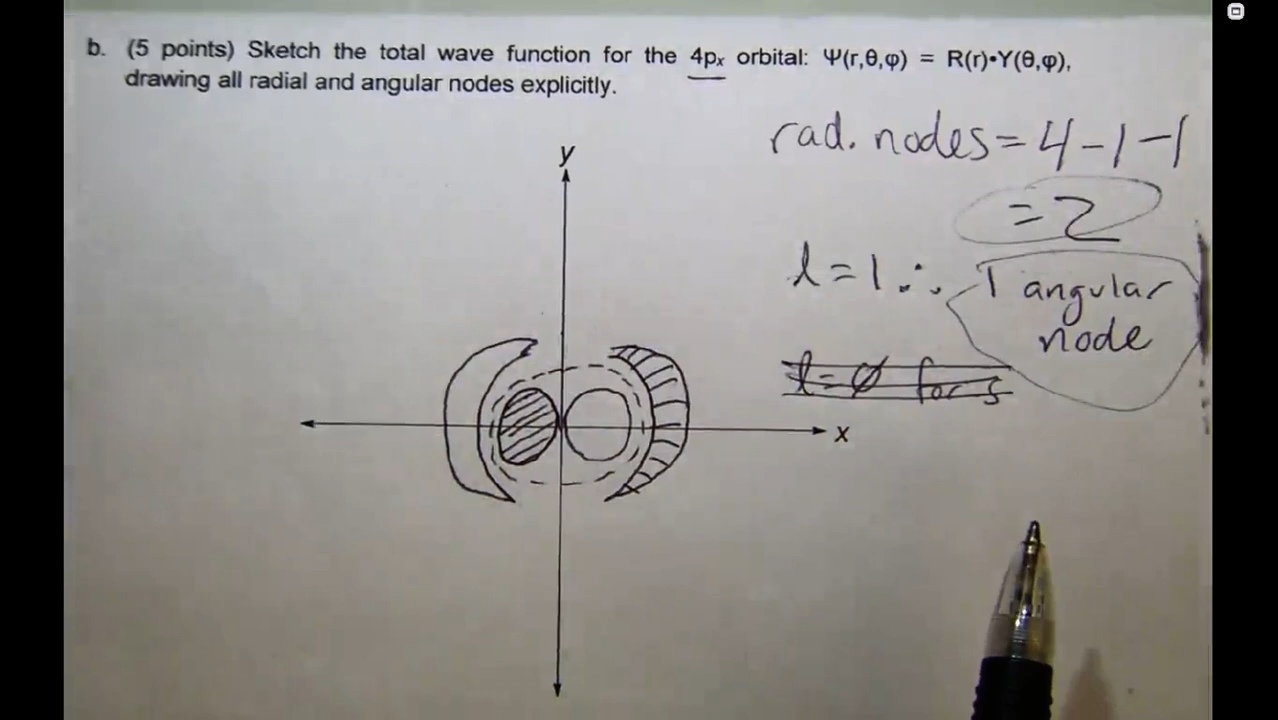 b. (5 points) Sketch the total wave function for the 4pₓ orbital: Ψ(r,θ,φ) = R(r)•Y(θ,φ),
drawing all radial and angular nodes explicitly.
rad. nodes = 4 - 1 - 1
= 2
y
l = 1 ∴ 1 angular
node
l = ø for s
x